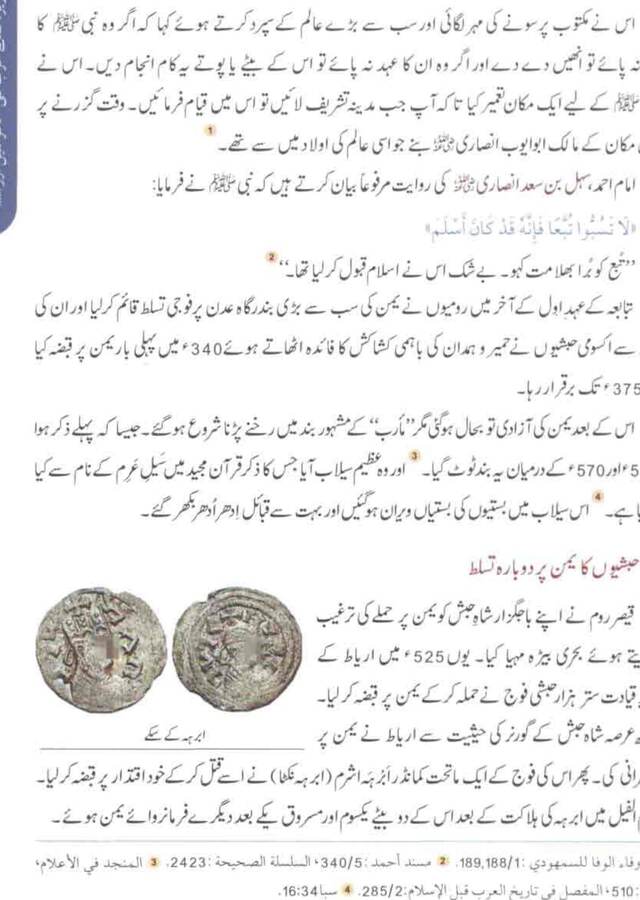 اس نے مکتوب پر سونے کی مہر لگائی اور سب سے بڑے عالم کے سپرد کرتے ہوئے کہا کہ اگر وہ نبی ﷺ کا
نہ پائے تو انھیں دے دے اور اگر وہ ان کا عہد نہ پائے تو اس کے بیٹے یا پوتے یہ کام انجام دیں۔ اس نے
ﷺ کے لیے ایک مکان تعمیر کیا تاکہ آپ جب مدینہ تشریف لائیں تو اس میں قیام فرمائیں۔ وقت گزرنے پر
مکان کے مالک ابوایوب انصاری رضی اللہ عنہ بنے جو اسی عالم کی اولاد میں سے تھے۔ 1
امام احمد، سہل بن سعد انصاری رضی اللہ عنہ کی روایت مرفوعاً بیان کرتے ہیں کہ نبی ﷺ نے فرمایا:
«لَا تَسُبُّوا تُبَّعًا فَإِنَّهُ قَدْ كَانَ أَسْلَمَ»
’’تُبّع کو بُرا بھلا مت کہو۔ بے شک اس نے اسلام قبول کر لیا تھا۔‘‘ 2
تبابعہ کے عہدِ اول کے آخر میں رومیوں نے یمن کی سب سے بڑی بندرگاہ عدن پر فوجی تسلط قائم کر لیا اور ان کی
سے اُکسومی حبشیوں نے حمیر و ہمدان کی باہمی کشاکش کا فائدہ اٹھاتے ہوئے 340ء میں پہلی بار یمن پر قبضہ کیا
375ء تک برقرار رہا۔
اس کے بعد یمن کی آزادی تو بحال ہوگئی مگر ’’مأرب‘‘ کے مشہور بند میں رخنے پڑنا شروع ہوگئے۔ جیسا کہ پہلے ذکر ہوا
ء اور 570ء کے درمیان یہ بند ٹوٹ گیا۔ 3 اور وہ عظیم سیلاب آیا جس کا ذکر قرآن مجید میں سَیلِ عَرِم کے نام سے کیا
ہے۔ 4 اس سیلاب میں بستیوں کی بستیاں ویران ہوگئیں اور بہت سے قبائل اِدھر اُدھر بکھر گئے۔
حبشیوں کا یمن پر دوبارہ تسلط
قیصر روم نے اپنے باجگزار شاہِ حبش کو یمن پر حملے کی ترغیب
دیتے ہوئے بحری بیڑہ مہیا کیا۔ یوں 525ء میں ارباط کے
قیادت ستر ہزار حبشی فوج نے حملہ کر کے یمن پر قبضہ کر لیا۔
عرصہ شاہ حبش کے گورنر کی حیثیت سے ارباط نے یمن پر
ابرہہ کے سکے
کی۔ پھر اس کی فوج کے ایک ماتحت کمانڈر اَبْرَہہ اشرم (ابرہہ نکٹا) نے اسے قتل کر کے خود اقتدار پر قبضہ کر لیا۔
الفیل میں ابرہہ کی ہلاکت کے بعد اس کے دو بیٹے یکسوم اور مسروق یکے بعد دیگرے فرمانروائے یمن ہوئے۔
وفاء الوفا للسمهودي :189,188/1. 2 مسند أحمد :340/5، السلسلة الصحيحة :2423. 3 المنجد في الأعلام،
:510، المفصل في تاريخ العرب قبل الإسلام:285/2. 4 سبا 16:34.